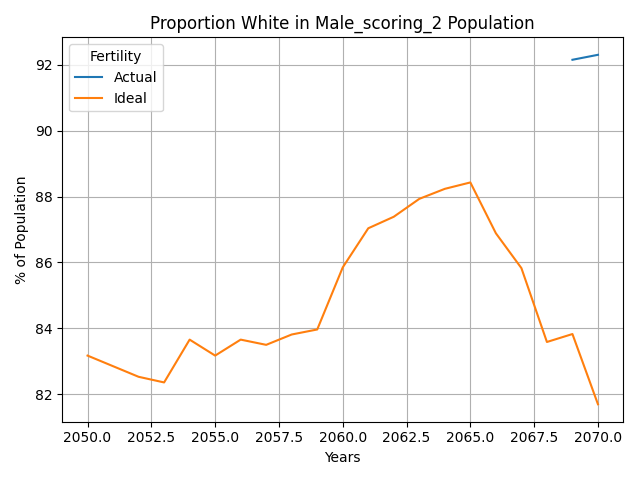 Proportion White in Male_scoring_2 Population
Fertility
Actual
Ideal
% of Population
92
90
88
86
84
82
2050.0 2052.5 2055.0 2057.5 2060.0 2062.5 2065.0 2067.5 2070.0
Years